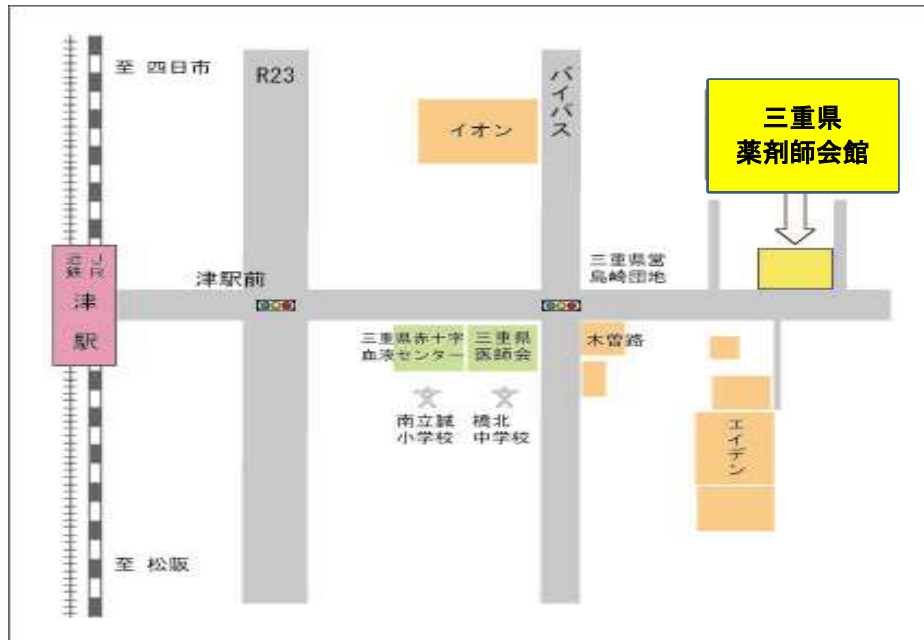 至 四日市
R23
バイパス
イオン
三重県
薬剤師会館
近鉄
JR
津駅
津駅前
三重県営
島崎団地
三重県赤十字
血液センター
三重県
医師会
木曽路
南立誠
小学校
橋北
中学校
エイデン
至 松阪